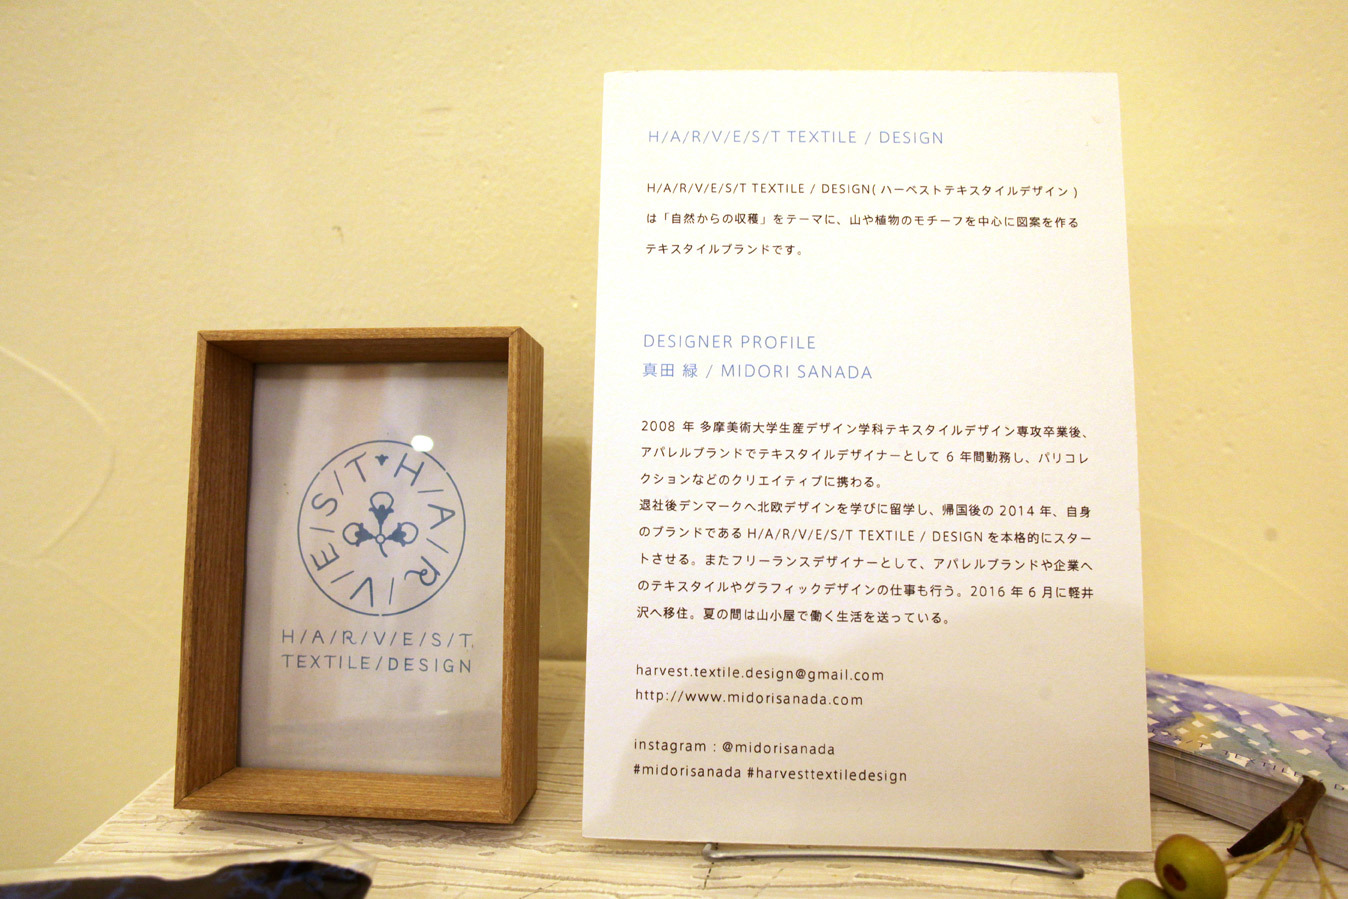 H/A/R/V/E/S/T
H/A/R/V/E/S/T.
TEXTILE/DESIGN
H/A/R/V/E/S/T TEXTILE / DESIGN
H/A/R/V/E/S/T TEXTILE / DESIGN( ハーベストテキスタイルデザイン )
は「自然からの収穫」をテーマに、山や植物のモチーフを中心に図案を作る
テキスタイルブランドです。
DESIGNER PROFILE
真田 緑 / MIDORI SANADA
2008 年 多摩美術大学生産デザイン学科テキスタイルデザイン専攻卒業後、
アパレルブランドでテキスタイルデザイナーとして 6 年間勤務し、パリコレ
クションなどのクリエイティブに携わる。
退社後デンマークへ北欧デザインを学びに留学し、帰国後の 2014 年、自身
のブランドである H/A/R/V/E/S/T TEXTILE / DESIGN を本格的にスター
トさせる。またフリーランスデザイナーとして、アパレルブランドや企業へ
のテキスタイルやグラフィックデザインの仕事も行う。2016 年 6 月に軽井
沢へ移住。夏の間は山小屋で働く生活を送っている。
harvest.textile.design@gmail.com
http://www.midorisanada.com
instagram : @midorisanada
#midorisanada #harvesttextiledesign